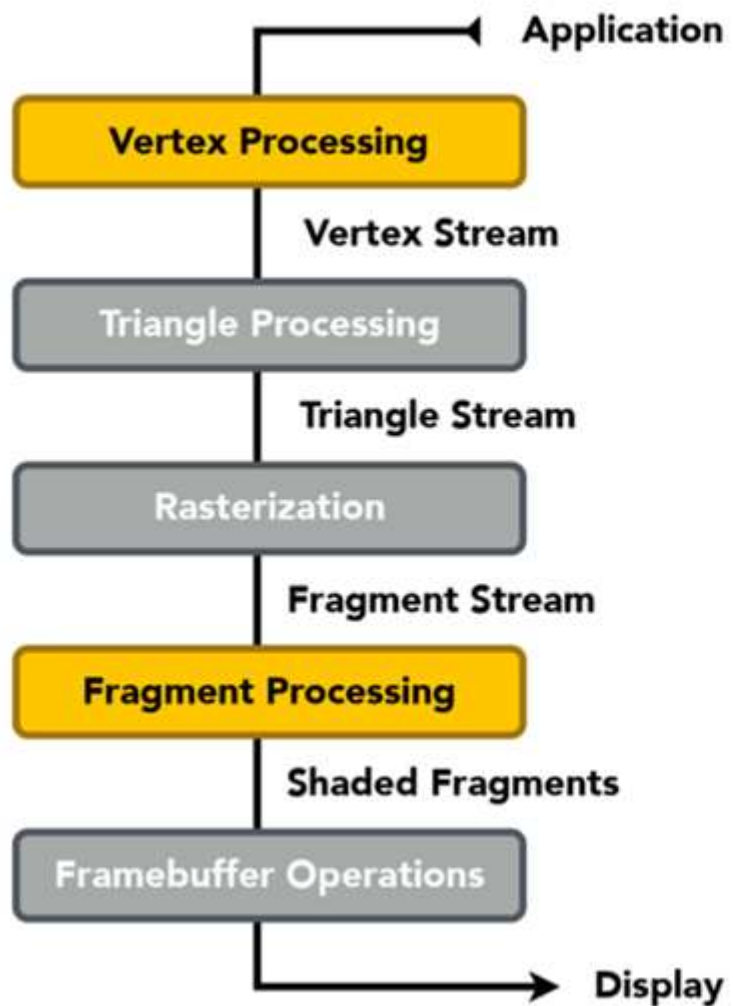 Application
Vertex Processing
Vertex Stream
Triangle Processing
Triangle Stream
Rasterization
Fragment Stream
Fragment Processing
Shaded Fragments
Framebuffer Operations
Display